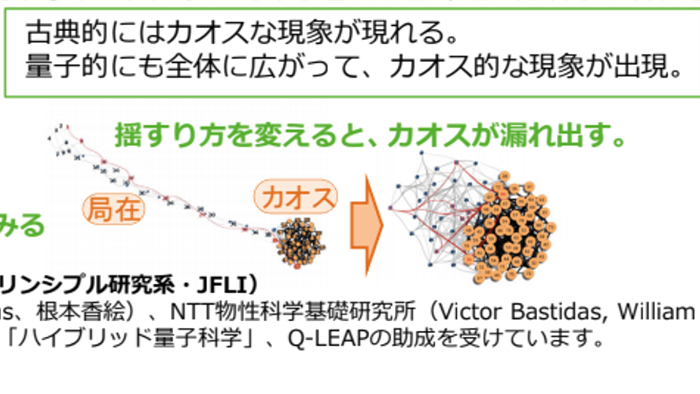 古典的にはカオスな現象が現れる。
量子的にも全体に広がって、カオス的な現象が出現。
揺すり方を変えると、カオスが漏れ出す。
局在
カオス
みる
リンシプル研究系・JFLI）
s、根本香絵）、NTT物性科学基礎研究所（Victor Bastidas, William
「ハイブリッド量子科学」、Q-LEAPの助成を受けています。